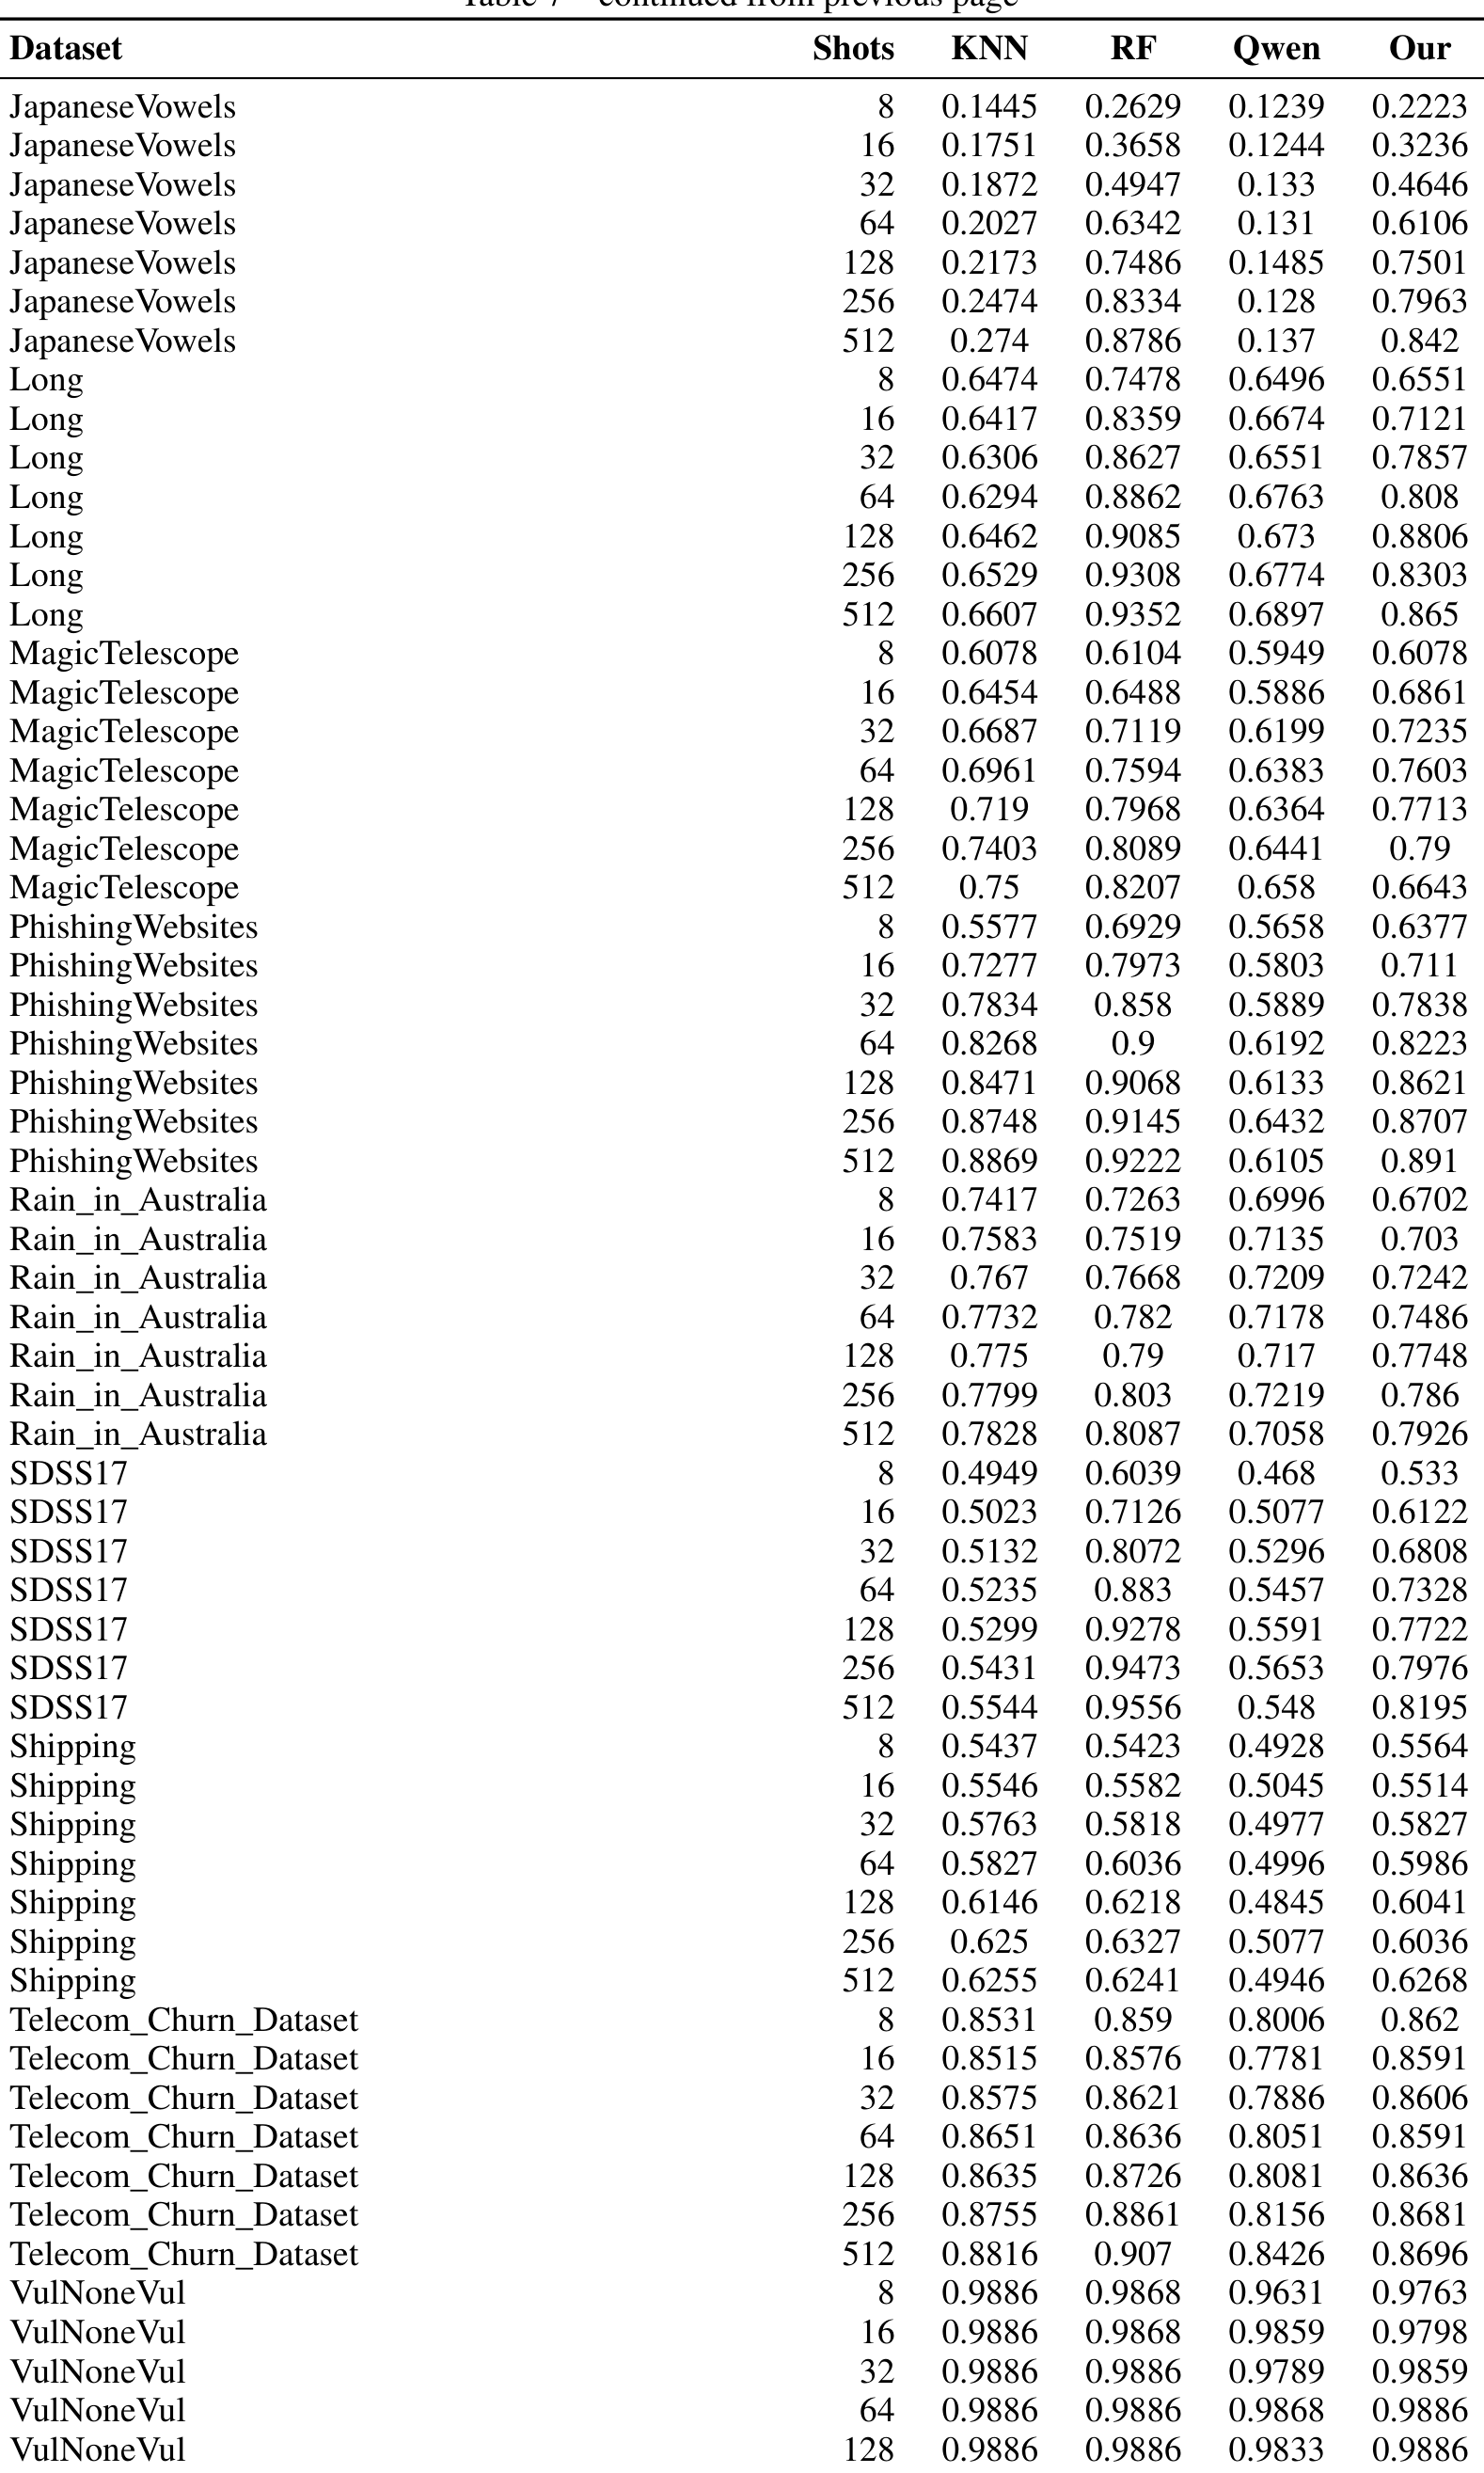 Table 7 – continued from previous page
Dataset Shots KNN RF Qwen Our
JapaneseVowels 8 0.1445 0.2629 0.1239 0.2223
JapaneseVowels 16 0.1751 0.3658 0.1244 0.3236
JapaneseVowels 32 0.1872 0.4947 0.133 0.4646
JapaneseVowels 64 0.2027 0.6342 0.131 0.6106
JapaneseVowels 128 0.2173 0.7486 0.1485 0.7501
JapaneseVowels 256 0.2474 0.8334 0.128 0.7963
JapaneseVowels 512 0.274 0.8786 0.137 0.842
Long 8 0.6474 0.7478 0.6496 0.6551
Long 16 0.6417 0.8359 0.6674 0.7121
Long 32 0.6306 0.8627 0.6551 0.7857
Long 64 0.6294 0.8862 0.6763 0.808
Long 128 0.6462 0.9085 0.673 0.8806
Long 256 0.6529 0.9308 0.6774 0.8303
Long 512 0.6607 0.9352 0.6897 0.865
MagicTelescope 8 0.6078 0.6104 0.5949 0.6078
MagicTelescope 16 0.6454 0.6488 0.5886 0.6861
MagicTelescope 32 0.6687 0.7119 0.6199 0.7235
MagicTelescope 64 0.6961 0.7594 0.6383 0.7603
MagicTelescope 128 0.719 0.7968 0.6364 0.7713
MagicTelescope 256 0.7403 0.8089 0.6441 0.79
MagicTelescope 512 0.75 0.8207 0.658 0.6643
PhishingWebsites 8 0.5577 0.6929 0.5658 0.6377
PhishingWebsites 16 0.7277 0.7973 0.5803 0.711
PhishingWebsites 32 0.7834 0.858 0.5889 0.7838
PhishingWebsites 64 0.8268 0.9 0.6192 0.8223
PhishingWebsites 128 0.8471 0.9068 0.6133 0.8621
PhishingWebsites 256 0.8748 0.9145 0.6432 0.8707
PhishingWebsites 512 0.8869 0.9222 0.6105 0.891
Rain_in_Australia 8 0.7417 0.7263 0.6996 0.6702
Rain_in_Australia 16 0.7583 0.7519 0.7135 0.703
Rain_in_Australia 32 0.767 0.7668 0.7209 0.7242
Rain_in_Australia 64 0.7732 0.782 0.7178 0.7486
Rain_in_Australia 128 0.775 0.79 0.717 0.7748
Rain_in_Australia 256 0.7799 0.803 0.7219 0.786
Rain_in_Australia 512 0.7828 0.8087 0.7058 0.7926
SDSS17 8 0.4949 0.6039 0.468 0.533
SDSS17 16 0.5023 0.7126 0.5077 0.6122
SDSS17 32 0.5132 0.8072 0.5296 0.6808
SDSS17 64 0.5235 0.883 0.5457 0.7328
SDSS17 128 0.5299 0.9278 0.5591 0.7722
SDSS17 256 0.5431 0.9473 0.5653 0.7976
SDSS17 512 0.5544 0.9556 0.548 0.8195
Shipping 8 0.5437 0.5423 0.4928 0.5564
Shipping 16 0.5546 0.5582 0.5045 0.5514
Shipping 32 0.5763 0.5818 0.4977 0.5827
Shipping 64 0.5827 0.6036 0.4996 0.5986
Shipping 128 0.6146 0.6218 0.4845 0.6041
Shipping 256 0.625 0.6327 0.5077 0.6036
Shipping 512 0.6255 0.6241 0.4946 0.6268
Telecom_Churn_Dataset 8 0.8531 0.859 0.8006 0.862
Telecom_Churn_Dataset 16 0.8515 0.8576 0.7781 0.8591
Telecom_Churn_Dataset 32 0.8575 0.8621 0.7886 0.8606
Telecom_Churn_Dataset 64 0.8651 0.8636 0.8051 0.8591
Telecom_Churn_Dataset 128 0.8635 0.8726 0.8081 0.8636
Telecom_Churn_Dataset 256 0.8755 0.8861 0.8156 0.8681
Telecom_Churn_Dataset 512 0.8816 0.907 0.8426 0.8696
VulNoneVul 8 0.9886 0.9868 0.9631 0.9763
VulNoneVul 16 0.9886 0.9868 0.9859 0.9798
VulNoneVul 32 0.9886 0.9886 0.9789 0.9859
VulNoneVul 64 0.9886 0.9886 0.9868 0.9886
VulNoneVul 128 0.9886 0.9886 0.9833 0.9886